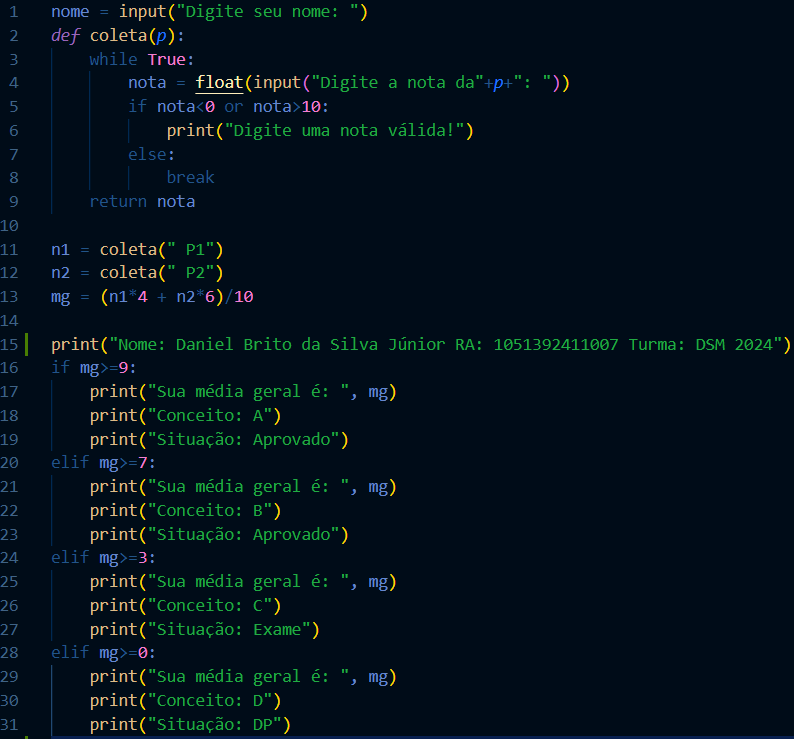 1 nome = input("Digite seu nome: ")
2 def coleta(p):
3     while True:
4         nota = float(input("Digite a nota da"+p+": "))
5         if nota<0 or nota>10:
6             print("Digite uma nota válida!")
7         else:
8             break
9     return nota
10
11 n1 = coleta(" P1")
12 n2 = coleta(" P2")
13 mg = (n1*4 + n2*6)/10
14
15 print("Nome: Daniel Brito da Silva Júnior RA: 1051392411007 Turma: DSM 2024")
16 if mg>=9:
17     print("Sua média geral é: ", mg)
18     print("Conceito: A")
19     print("Situação: Aprovado")
20 elif mg>=7:
21     print("Sua média geral é: ", mg)
22     print("Conceito: B")
23     print("Situação: Aprovado")
24 elif mg>=3:
25     print("Sua média geral é: ", mg)
26     print("Conceito: C")
27     print("Situação: Exame")
28 elif mg>=0:
29     print("Sua média geral é: ", mg)
30     print("Conceito: D")
31     print("Situação: DP")